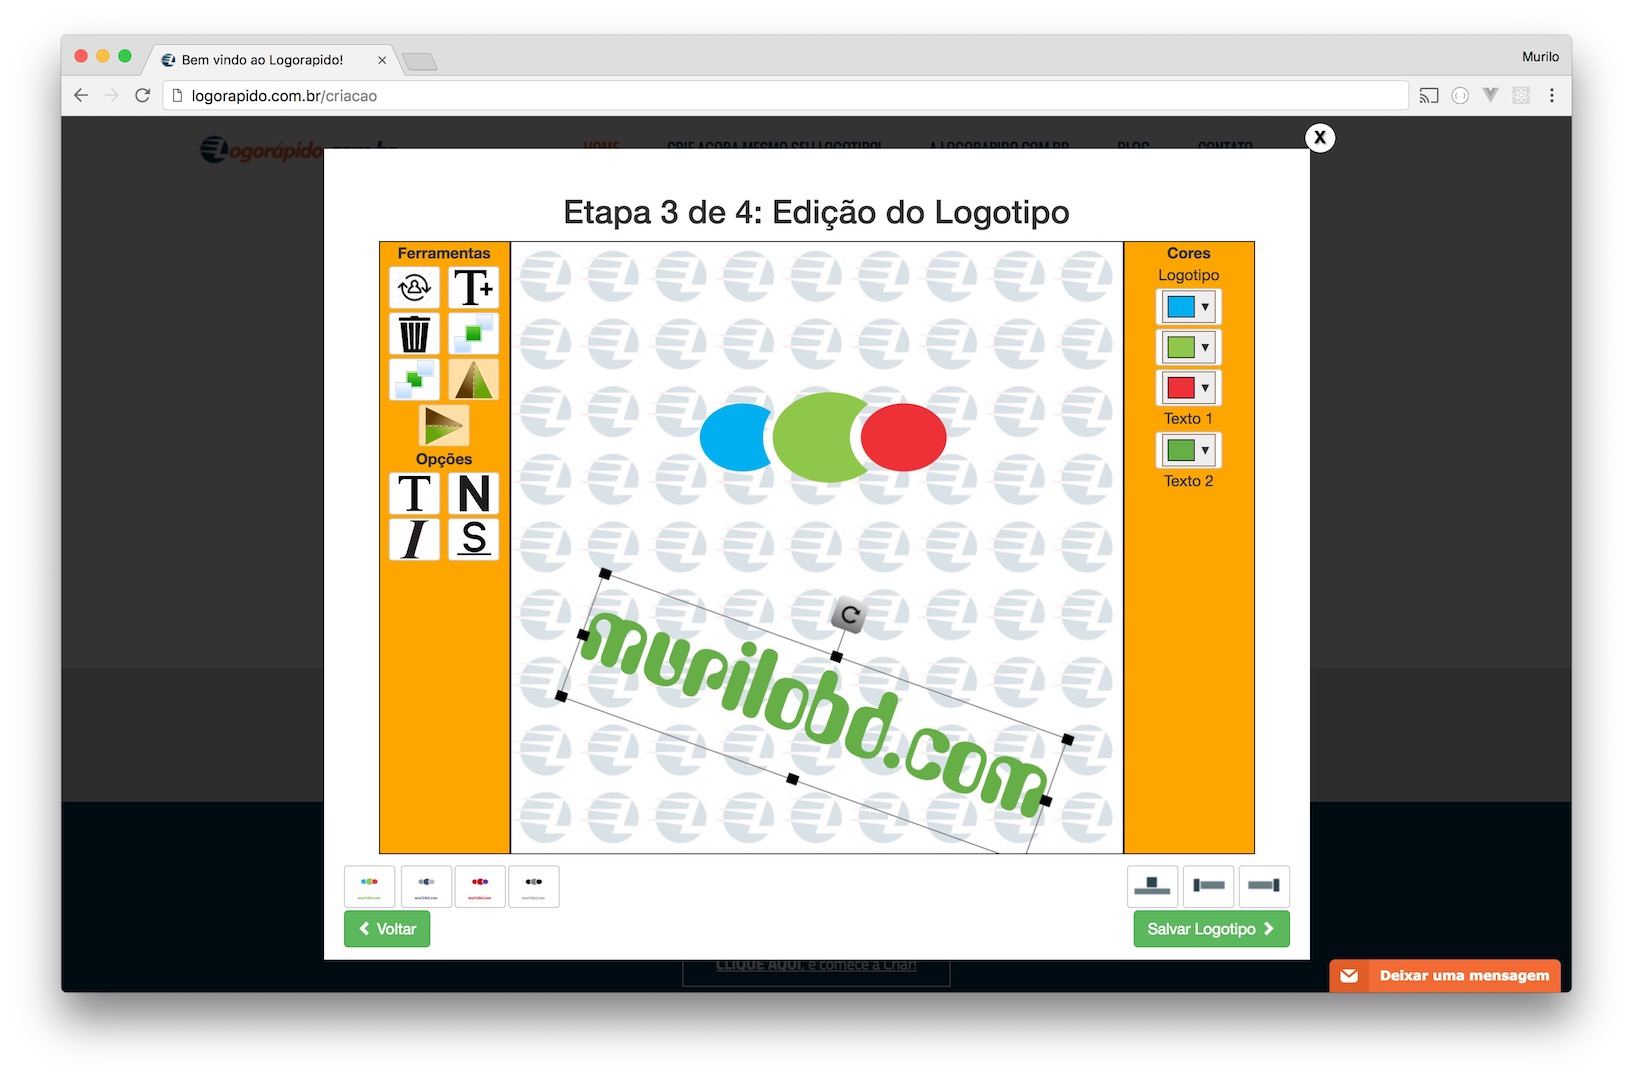 Bem vindo ao Logorapido!
Murilo
logorapido.com.br/criacao
ogorápido
HOME
CRIE AGORA MESMO SEU LOGOTIPO!
A LOGORAPIDO.COM.BR
BLOG
CONTATO
X
Etapa 3 de 4: Edição do Logotipo
Ferramentas
T+
Opções
T N
I S
murilobd.com
Cores
Logotipo
Texto 1
Texto 2
Voltar
Salvar Logotipo
CLIQUE AQUI, e comece a Criar!
Deixar uma mensagem